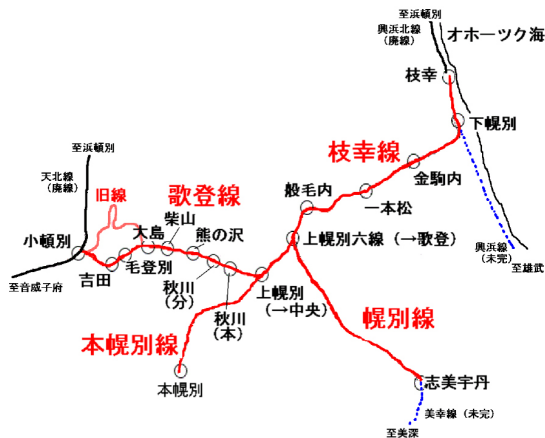 至浜頓別
興浜北線
（廃線）
オホーツク海
枝幸
下幌別
枝幸線
金駒内
一本松
般毛内
上幌別六線（→歌登）
興浜線
（未完）
至雄武
至浜頓別
天北線
（廃線）
旧線
歌登線
小頓別
大島
柴山
熊の沢
毛登別
吉田
至音威子府
秋川
（分）
秋川
（本）
上幌別
（→中央）
本幌別線
本幌別
幌別線
志美宇丹
美幸線（未完）
至美深